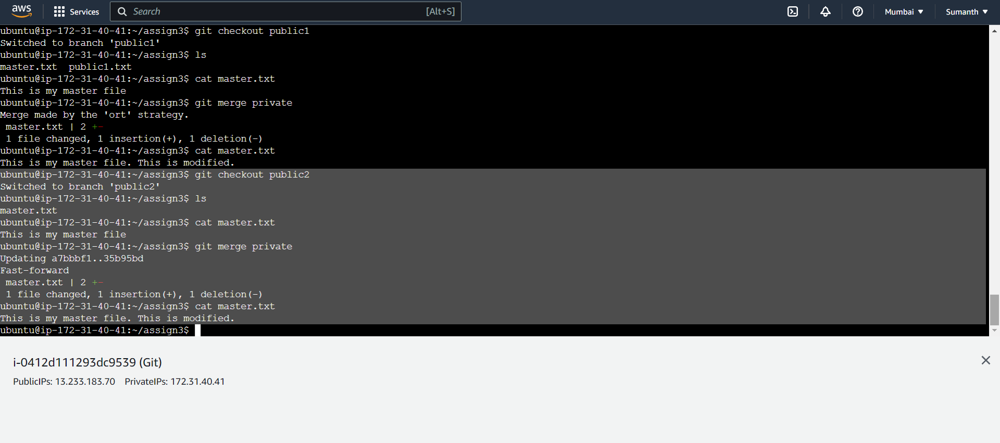 aws Services Search [Alt+S] Mumbai Sumanth
ubuntu@ip-172-31-40-41:~/assign3$ git checkout public1
Switched to branch 'public1'
ubuntu@ip-172-31-40-41:~/assign3$ ls
master.txt  public1.txt
ubuntu@ip-172-31-40-41:~/assign3$ cat master.txt
This is my master file
ubuntu@ip-172-31-40-41:~/assign3$ git merge private
Merge made by the 'ort' strategy.
 master.txt | 2 +-
 1 file changed, 1 insertion(+), 1 deletion(-)
ubuntu@ip-172-31-40-41:~/assign3$ cat master.txt
This is my master file. This is modified.
ubuntu@ip-172-31-40-41:~/assign3$ git checkout public2
Switched to branch 'public2'
ubuntu@ip-172-31-40-41:~/assign3$ ls
master.txt
ubuntu@ip-172-31-40-41:~/assign3$ cat master.txt
This is my master file
ubuntu@ip-172-31-40-41:~/assign3$ git merge private
Updating a7bbbf1..35b95bd
Fast-forward
 master.txt | 2 +-
 1 file changed, 1 insertion(+), 1 deletion(-)
ubuntu@ip-172-31-40-41:~/assign3$ cat master.txt
This is my master file. This is modified.
ubuntu@ip-172-31-40-41:~/assign3$
i-0412d111293dc9539 (Git)
PublicIPs: 13.233.183.70 PrivateIPs: 172.31.40.41